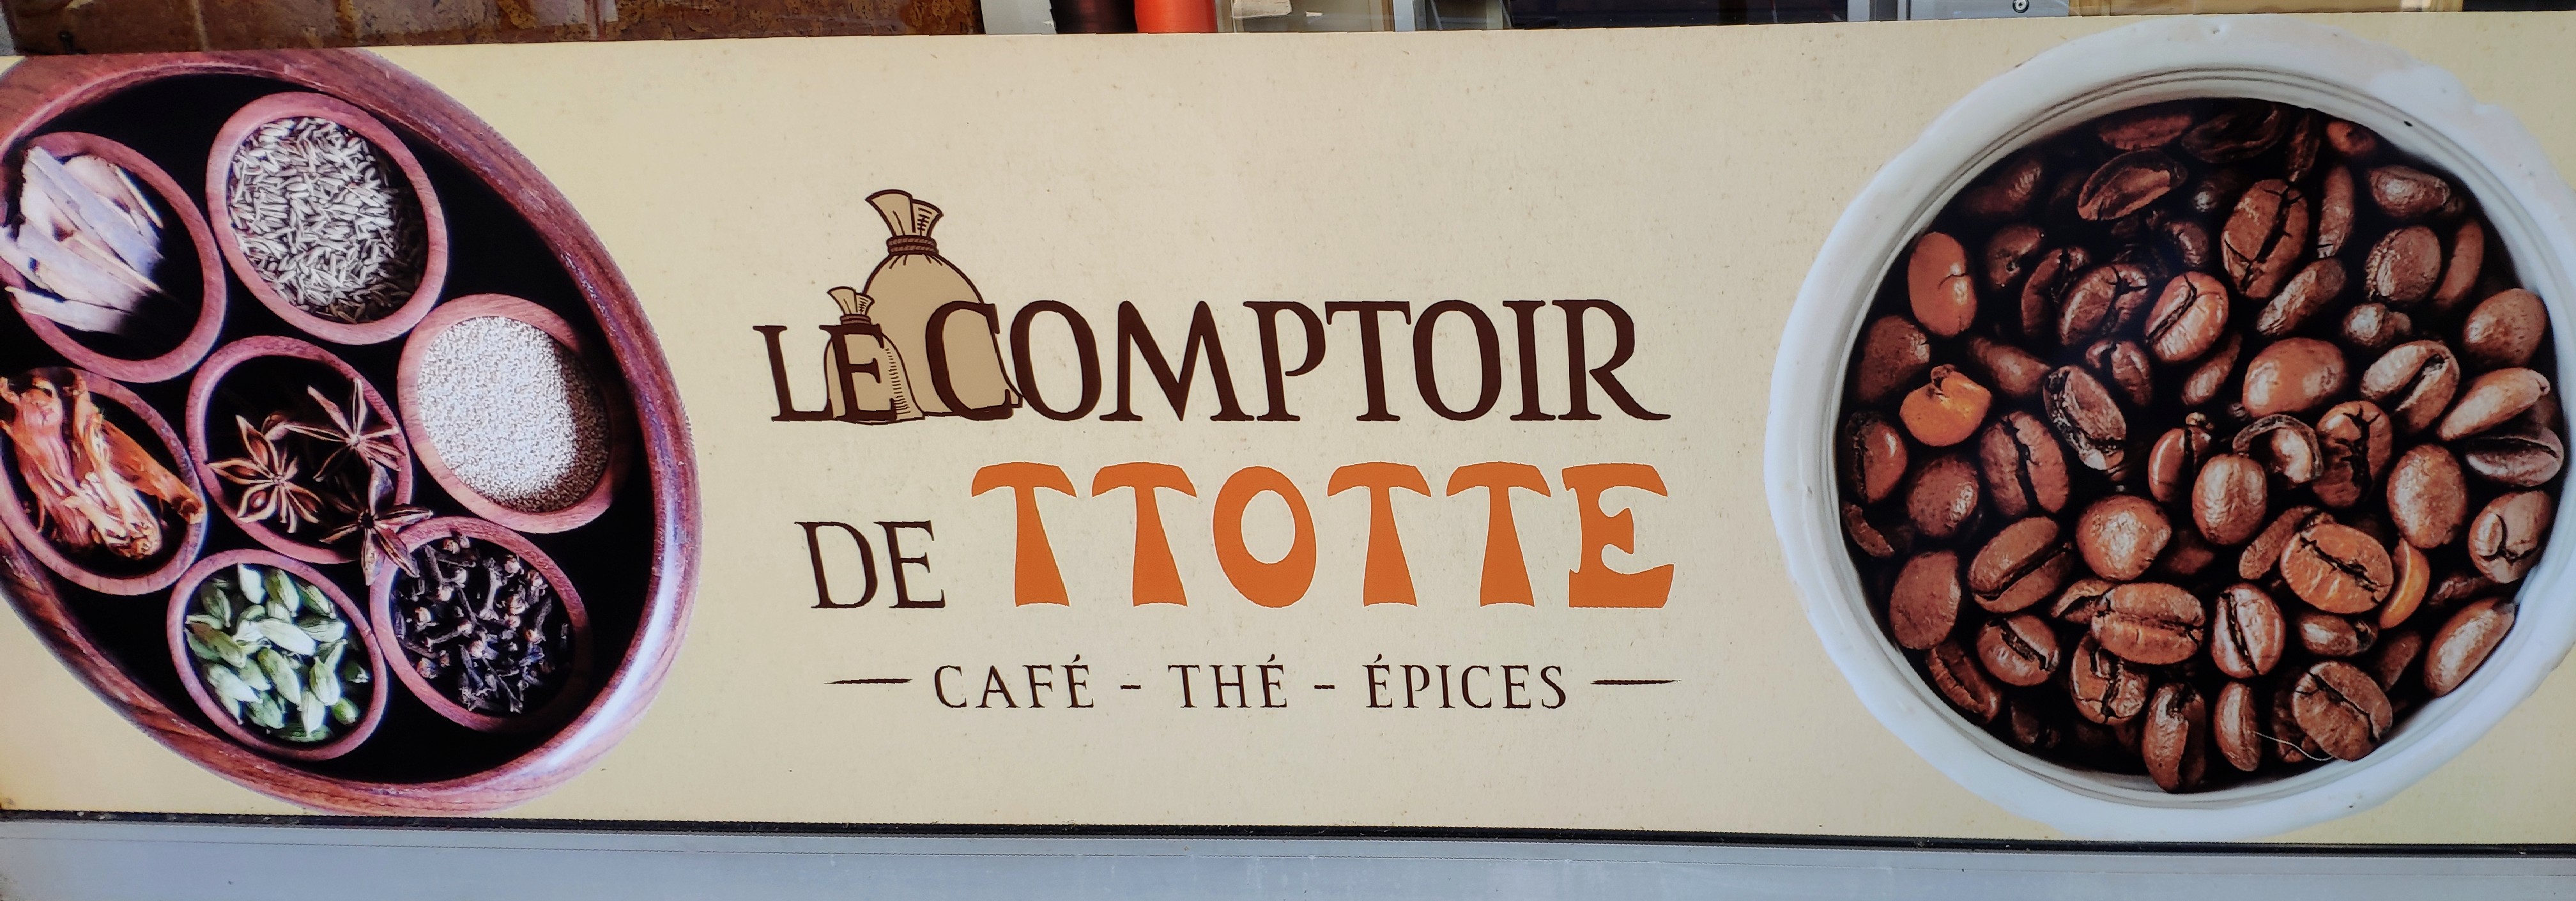 LE COMPTOIR
DE TTOTTE
CAFÉ - THÉ - ÉPICES